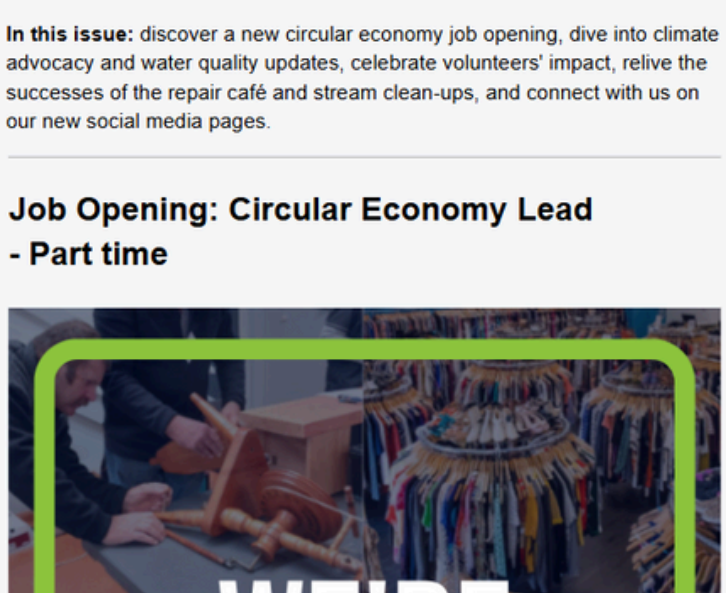 In this issue: discover a new circular economy job opening, dive into climate
advocacy and water quality updates, celebrate volunteers' impact, relive the
successes of the repair café and stream clean-ups, and connect with us on
our new social media pages.
Job Opening: Circular Economy Lead
- Part time
WE'RE